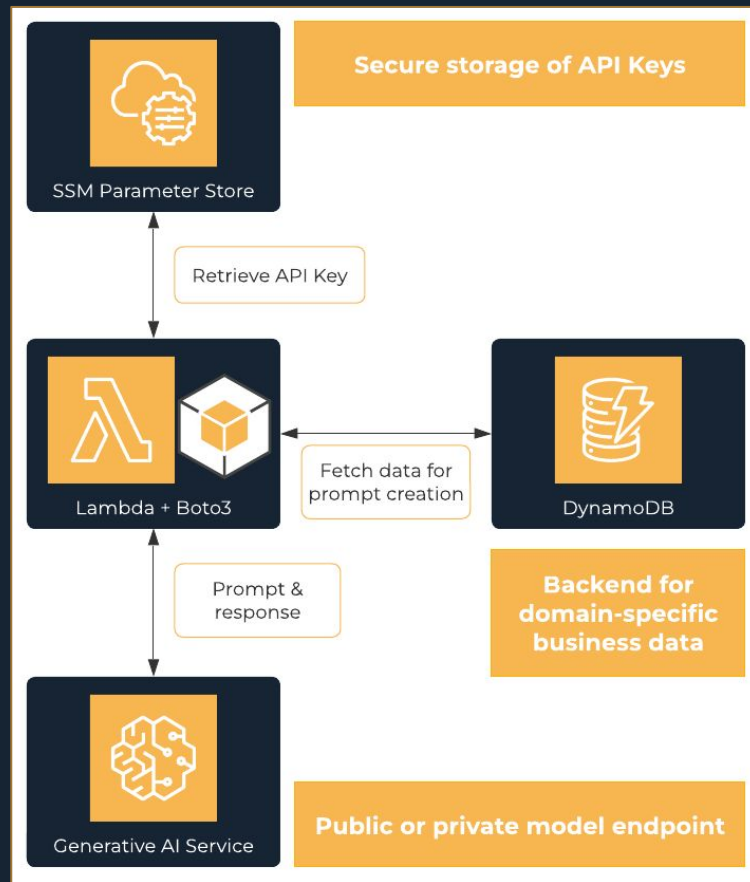 Secure storage of API Keys
SSM Parameter Store
Retrieve API Key
Lambda + Boto3
Fetch data for
prompt creation
DynamoDB
Prompt &
response
Backend for
domain-specific
business data
Generative AI Service
Public or private model endpoint